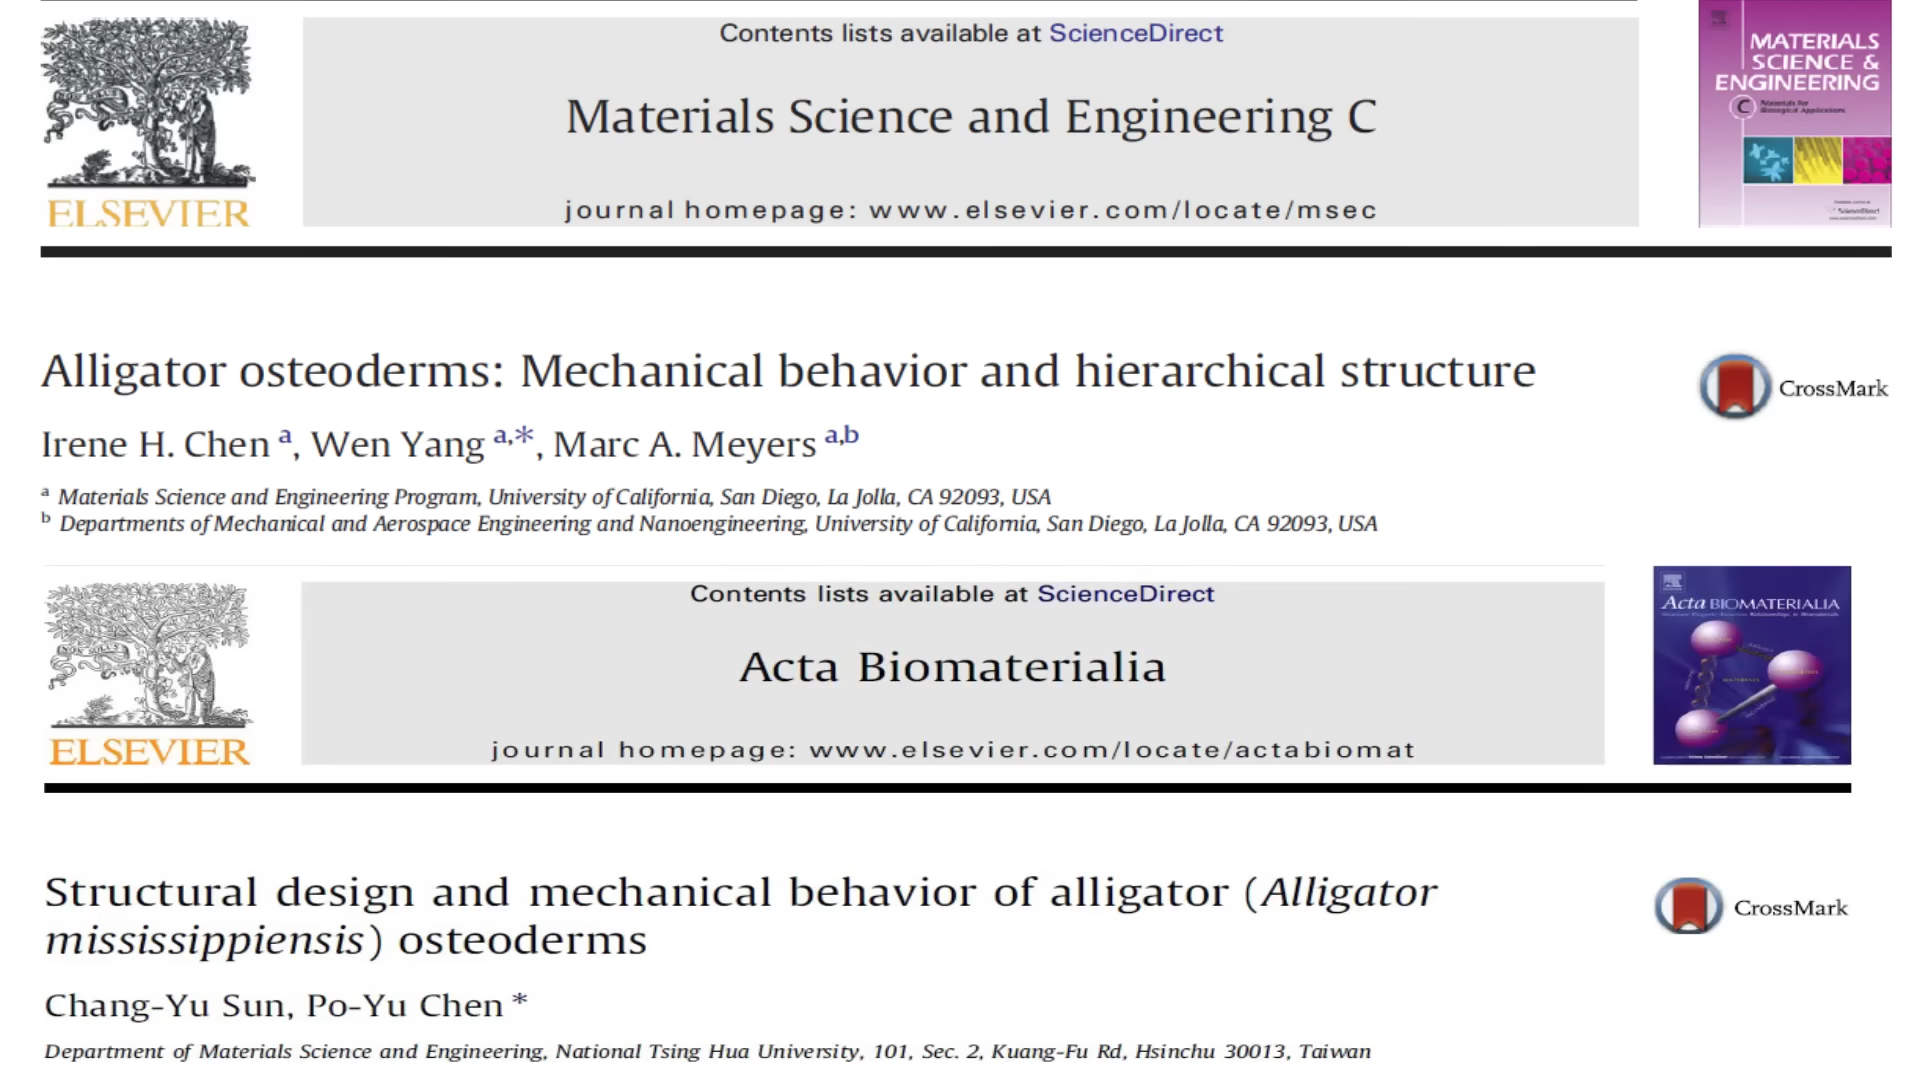 Contents lists available at ScienceDirect
Materials Science and Engineering C
journal homepage: www.elsevier.com/locate/msec
ELSEVIER
MATERIALS
SCIENCE &
ENGINEERING
C Materials for
Biological Applications
ScienceDirect
Alligator osteoderms: Mechanical behavior and hierarchical structure
CrossMark
Irene H. Chen a, Wen Yang a,*, Marc A. Meyers a,b
a Materials Science and Engineering Program, University of California, San Diego, La Jolla, CA 92093, USA
b Departments of Mechanical and Aerospace Engineering and Nanoengineering, University of California, San Diego, La Jolla, CA 92093, USA
Contents lists available at ScienceDirect
Acta Biomaterialia
journal homepage: www.elsevier.com/locate/actabiomat
ELSEVIER
Acta BIOMATERIALIA
Structural design and mechanical behavior of alligator (Alligator
mississippiensis) osteoderms
CrossMark
Chang-Yu Sun, Po-Yu Chen *
Department of Materials Science and Engineering, National Tsing Hua University, 101, Sec. 2, Kuang-Fu Rd, Hsinchu 30013, Taiwan